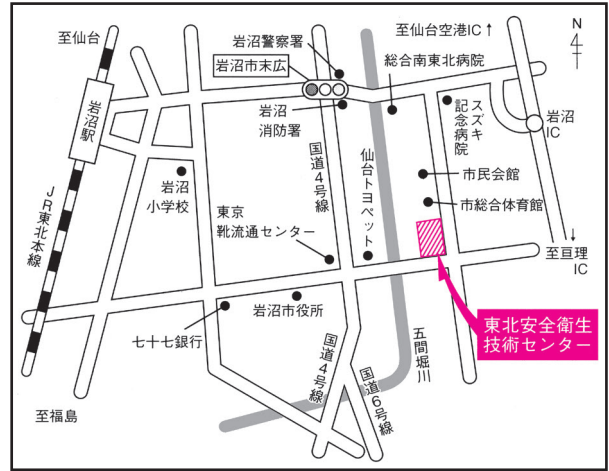 至仙台
岩沼警察署
岩沼市末広
至仙台空港IC↑
N
総合南東北病院
岩沼駅
岩沼
消防署
スズキ
記念病院
岩沼
IC
国道4号線
仙台トヨペット
市民会館
岩沼
小学校
市総合体育館
JR東北本線
東京
靴流通センター
↓
至亘理
IC
七十七銀行
岩沼市役所
東北安全衛生
技術センター
五間堀川
国道4号線
国道6号線
至福島